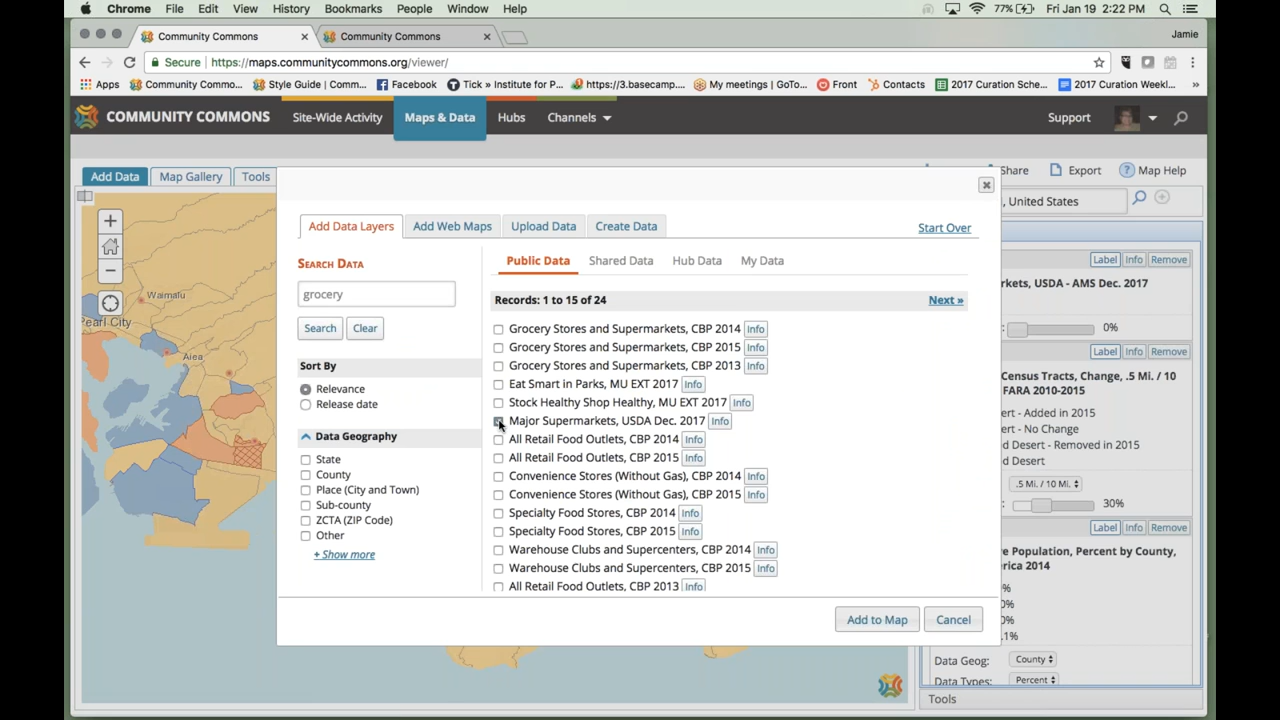 Chrome File Edit View History Bookmarks People Window Help 77% Fri Jan 19 2:22 PM
Community Commons × Community Commons × Jamie
Secure https://maps.communitycommons.org/viewer/
Apps Community Commo... Style Guide | Comm... Facebook Tick » Institute for P... https://3.basecamp.... My meetings | GoTo... Front Contacts 2017 Curation Sche... 2017 Curation Weekl... »
COMMUNITY COMMONS Site-Wide Activity Maps & Data Hubs Channels Support
Add Data Map Gallery Tools Share Export ? Map Help
, United States
Waimalu
Pearl City
Aiea
Add Data Layers Add Web Maps Upload Data Create Data Start Over
SEARCH DATA
grocery
Search Clear
Sort By
Relevance
Release date
Data Geography
State
County
Place (City and Town)
Sub-county
ZCTA (ZIP Code)
Other
+ Show more
Public Data Shared Data Hub Data My Data
Records: 1 to 15 of 24 Next »
Grocery Stores and Supermarkets, CBP 2014 Info
Grocery Stores and Supermarkets, CBP 2015 Info
Grocery Stores and Supermarkets, CBP 2013 Info
Eat Smart in Parks, MU EXT 2017 Info
Stock Healthy Shop Healthy, MU EXT 2017 Info
Major Supermarkets, USDA Dec. 2017 Info
All Retail Food Outlets, CBP 2014 Info
All Retail Food Outlets, CBP 2015 Info
Convenience Stores (Without Gas), CBP 2014 Info
Convenience Stores (Without Gas), CBP 2015 Info
Specialty Food Stores, CBP 2014 Info
Specialty Food Stores, CBP 2015 Info
Warehouse Clubs and Supercenters, CBP 2014 Info
Warehouse Clubs and Supercenters, CBP 2015 Info
All Retail Food Outlets, CBP 2013 Info
Add to Map Cancel
Label Info Remove
rkets, USDA - AMS Dec. 2017
: 0%
Label Info Remove
Census Tracts, Change, .5 Mi. / 10
FARA 2010-2015
ert - Added in 2015
ert - No Change
d Desert - Removed in 2015
d Desert
.5 Mi. / 10 Mi.
: 30%
Label Info Remove
re Population, Percent by County,
erica 2014
%
0%
0%
.1%
Data Geog: County
Data Types: Percent
Tools